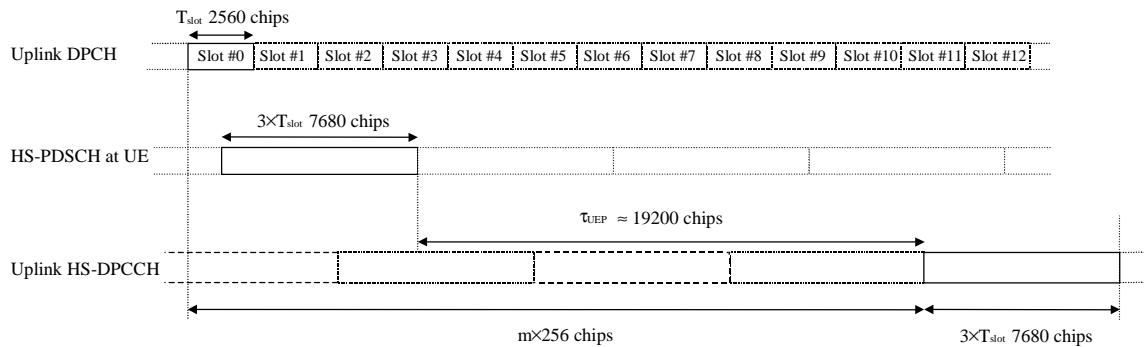 Tslot 2560 chips
Uplink DPCH
Slot #0 Slot #1 Slot #2 Slot #3 Slot #4 Slot #5 Slot #6 Slot #7 Slot #8 Slot #9 Slot #10 Slot #11 Slot #12
3×Tslot 7680 chips
HS-PDSCH at UE
τUEP ≈ 19200 chips
Uplink HS-DPCCH
m×256 chips
3×Tslot 7680 chips